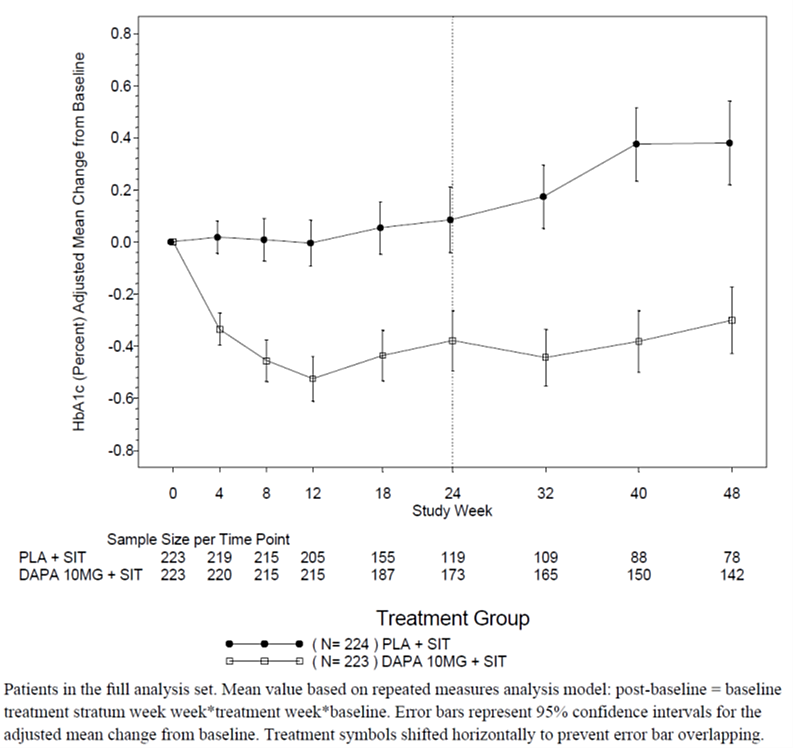 HbA1c (Percent) Adjusted Mean Change from Baseline
0.8
0.6
0.4
0.2
0.0
-0.2
-0.4
-0.6
-0.8
0 4 8 12 18 24 32 40 48
Study Week
Sample Size per Time Point
PLA + SIT 223 219 215 205 155 119 109 88 78
DAPA 10MG + SIT 223 220 215 215 187 173 165 150 142
Treatment Group
( N= 224 ) PLA + SIT
( N= 223 ) DAPA 10MG + SIT
Patients in the full analysis set. Mean value based on repeated measures analysis model: post-baseline = baseline
treatment stratum week week*treatment week*baseline. Error bars represent 95% confidence intervals for the
adjusted mean change from baseline. Treatment symbols shifted horizontally to prevent error bar overlapping.